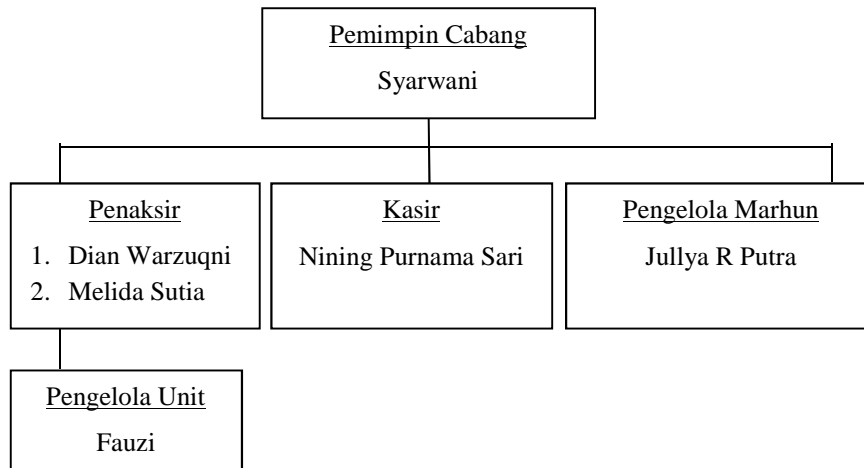 Pemimpin Cabang
Syarwani
Penaksir
1. Dian Warzuqni
2. Melida Sutia
Kasir
Nining Purnama Sari
Pengelola Marhun
Jullya R Putra
Pengelola Unit
Fauzi